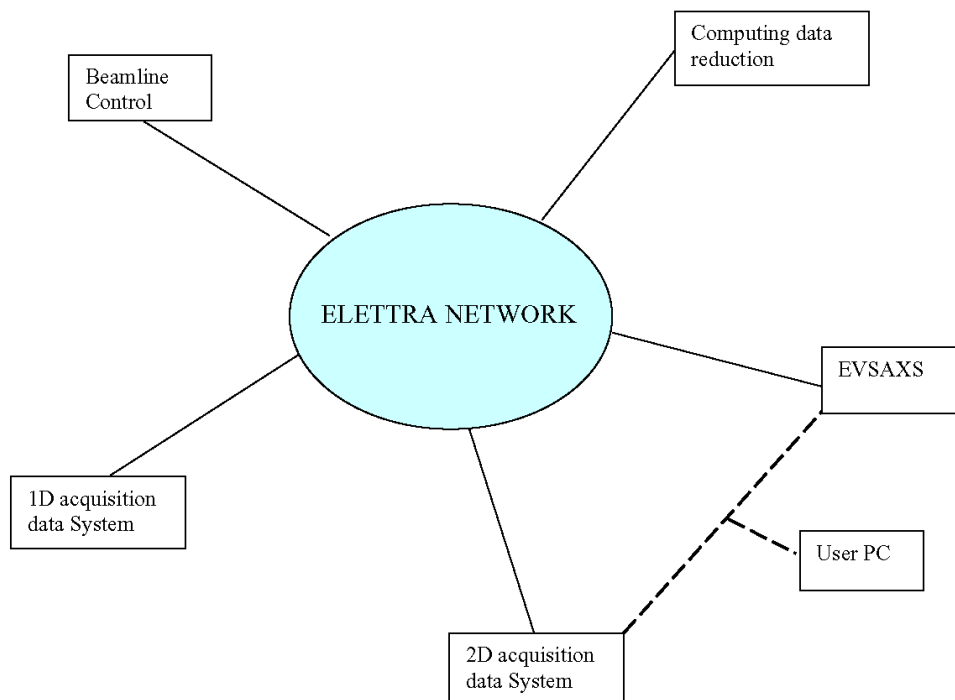 Computing data
reduction
Beamline
Control
ELETTRA NETWORK
EVSAXS
1D acquisition
data System
User PC
2D acquisition
data System